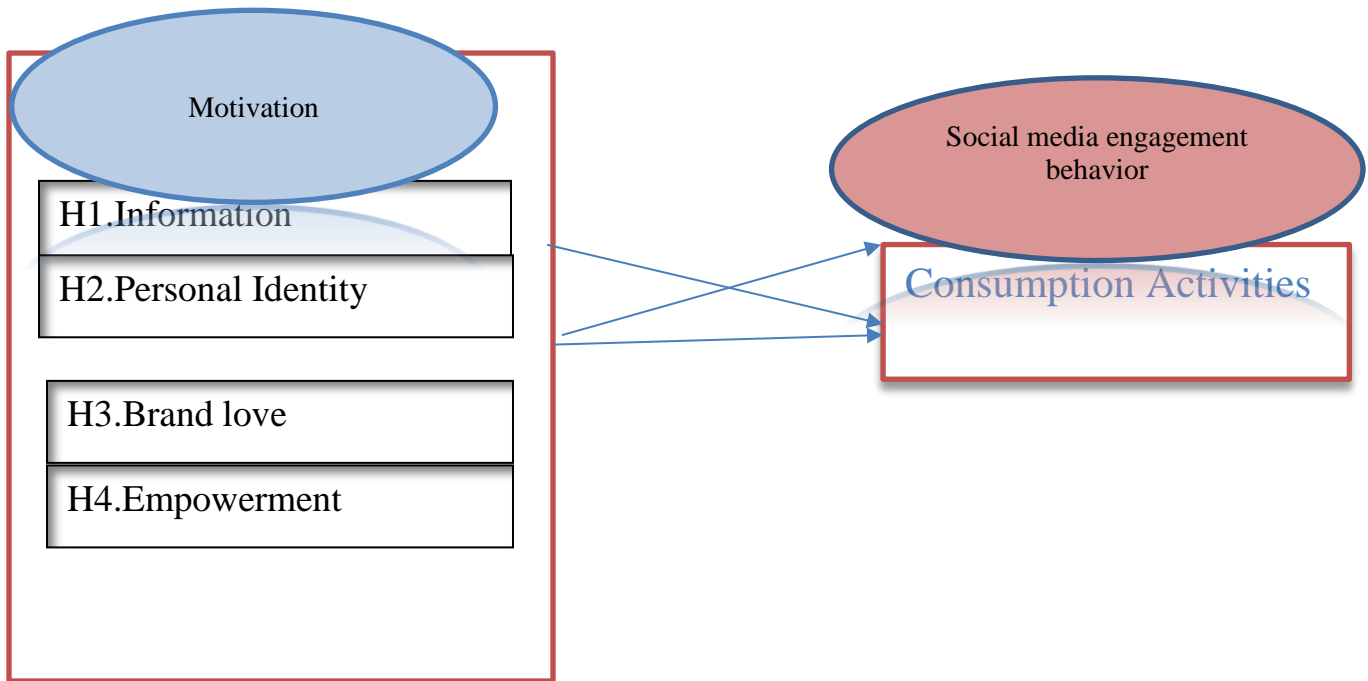 Motivation
Social media engagement
behavior
H1.Information
H2.Personal Identity
Consumption Activities
H3.Brand love
H4.Empowerment